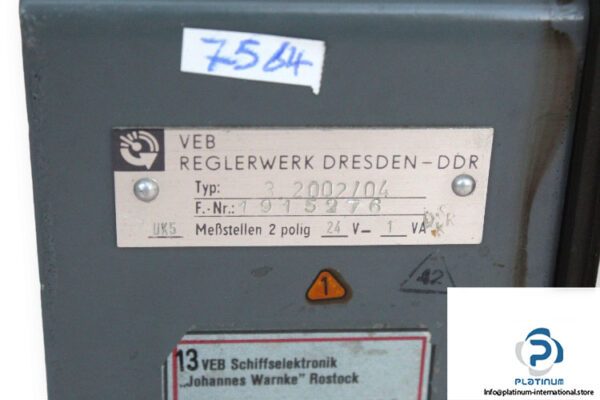 7564
VEB
REGLERWERK DRESDEN – DDR
Typ: 3 2002/04
F.-Nr.: 1915276
UK5 Meßstellen 2 polig 24 V– 1 VA
1
42
13 VEB Schiffselektronik
„Johannes Warnke" Rostock
PLATINUM
Info@platinum-international.store